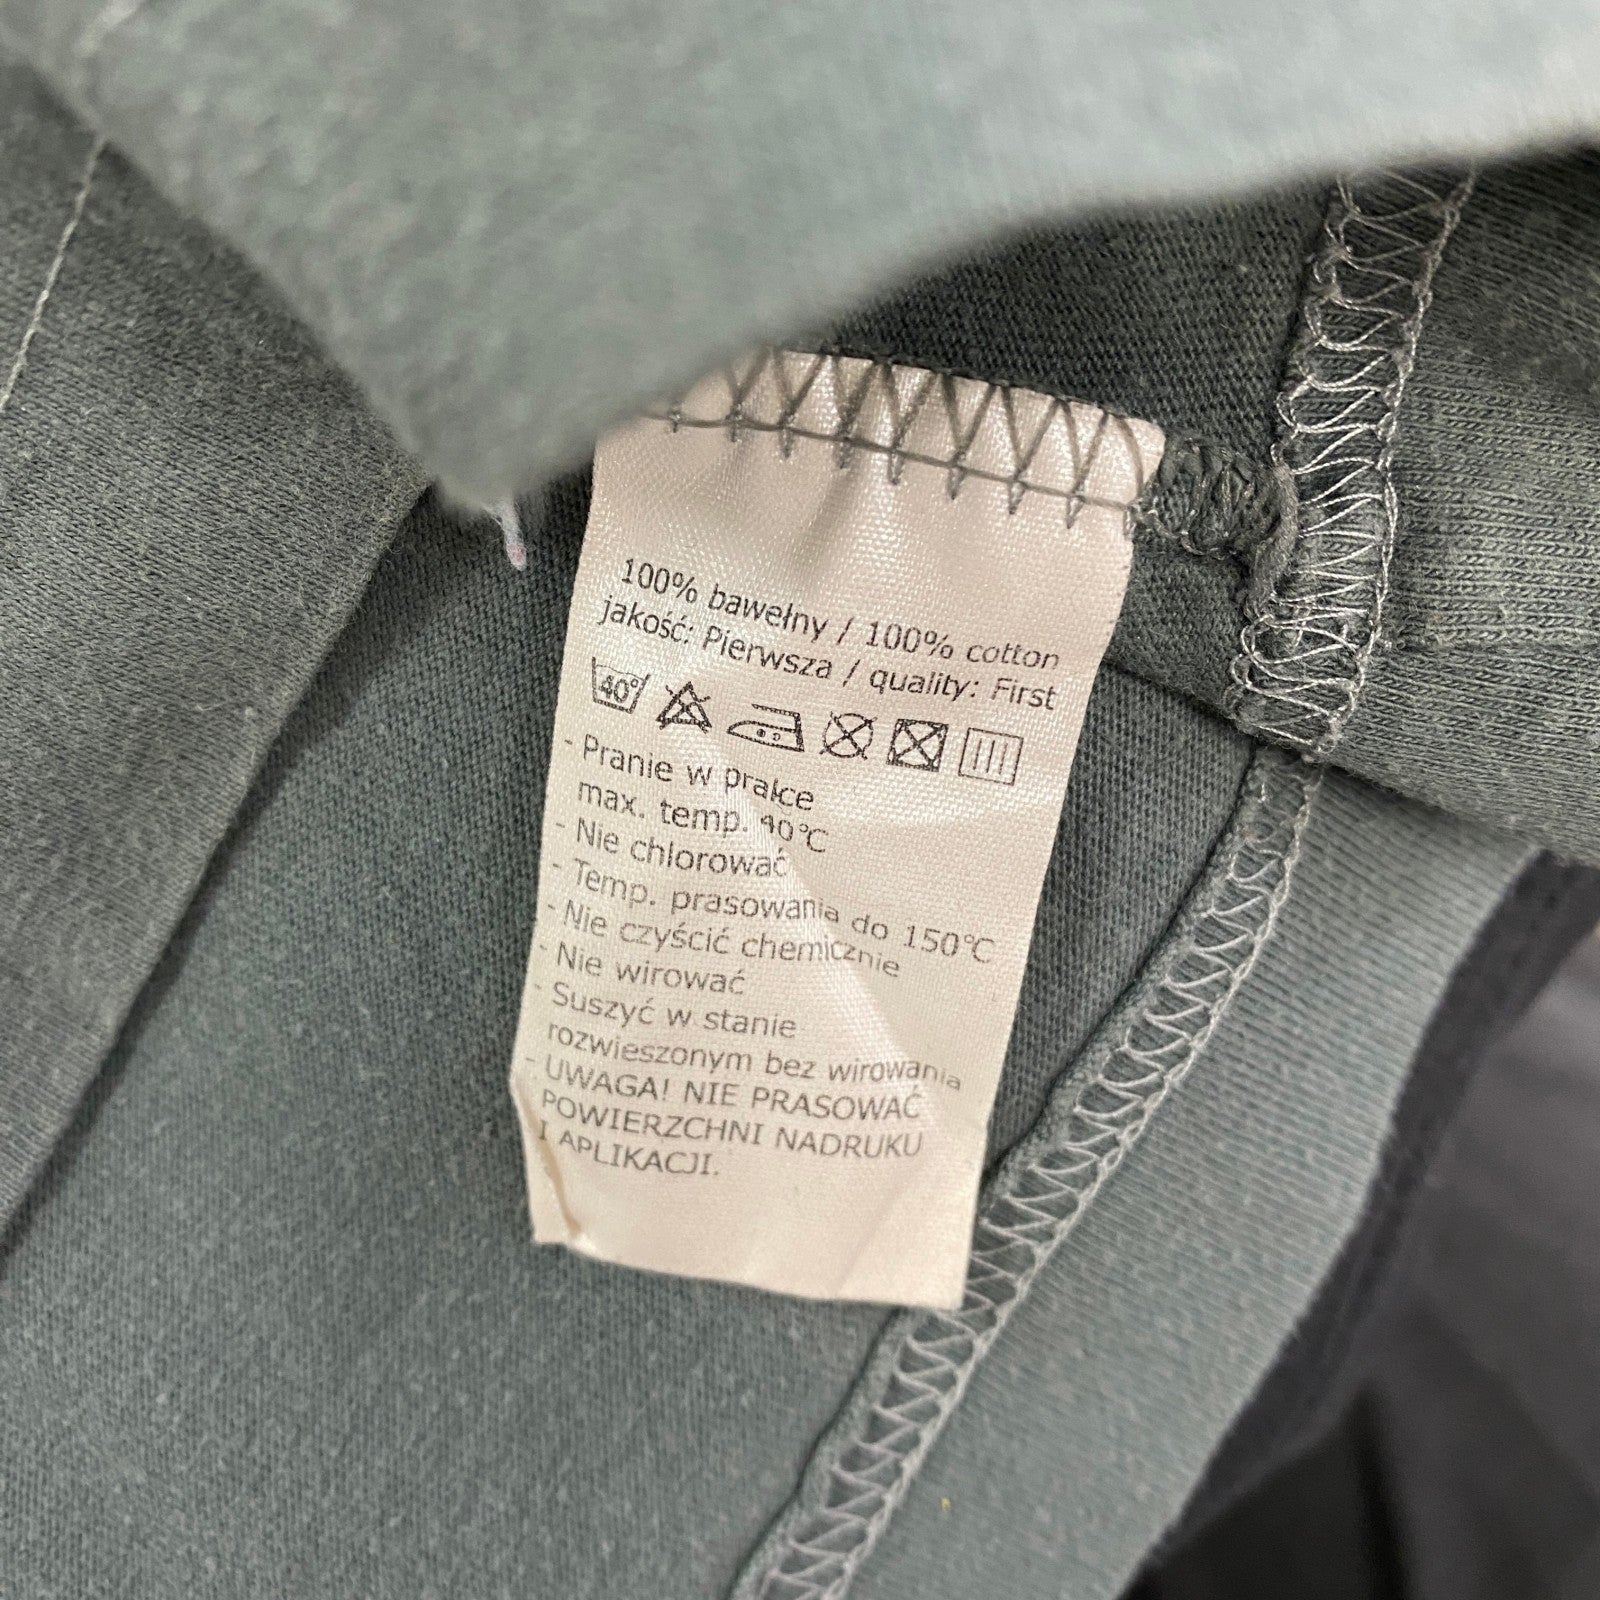 100% bawełny / 100% cotton
jakość: Pierwsza / quality: First
40°
- Pranie w pralce
max. temp. 40°C
- Nie chlorować
- Temp. prasowania do 150°C
- Nie czyścić chemicznie
- Nie wirować
- Suszyć w stanie
rozwieszonym bez wirowania
- UWAGA! NIE PRASOWAĆ
POWIERZCHNI NADRUKU
I APLIKACJI.